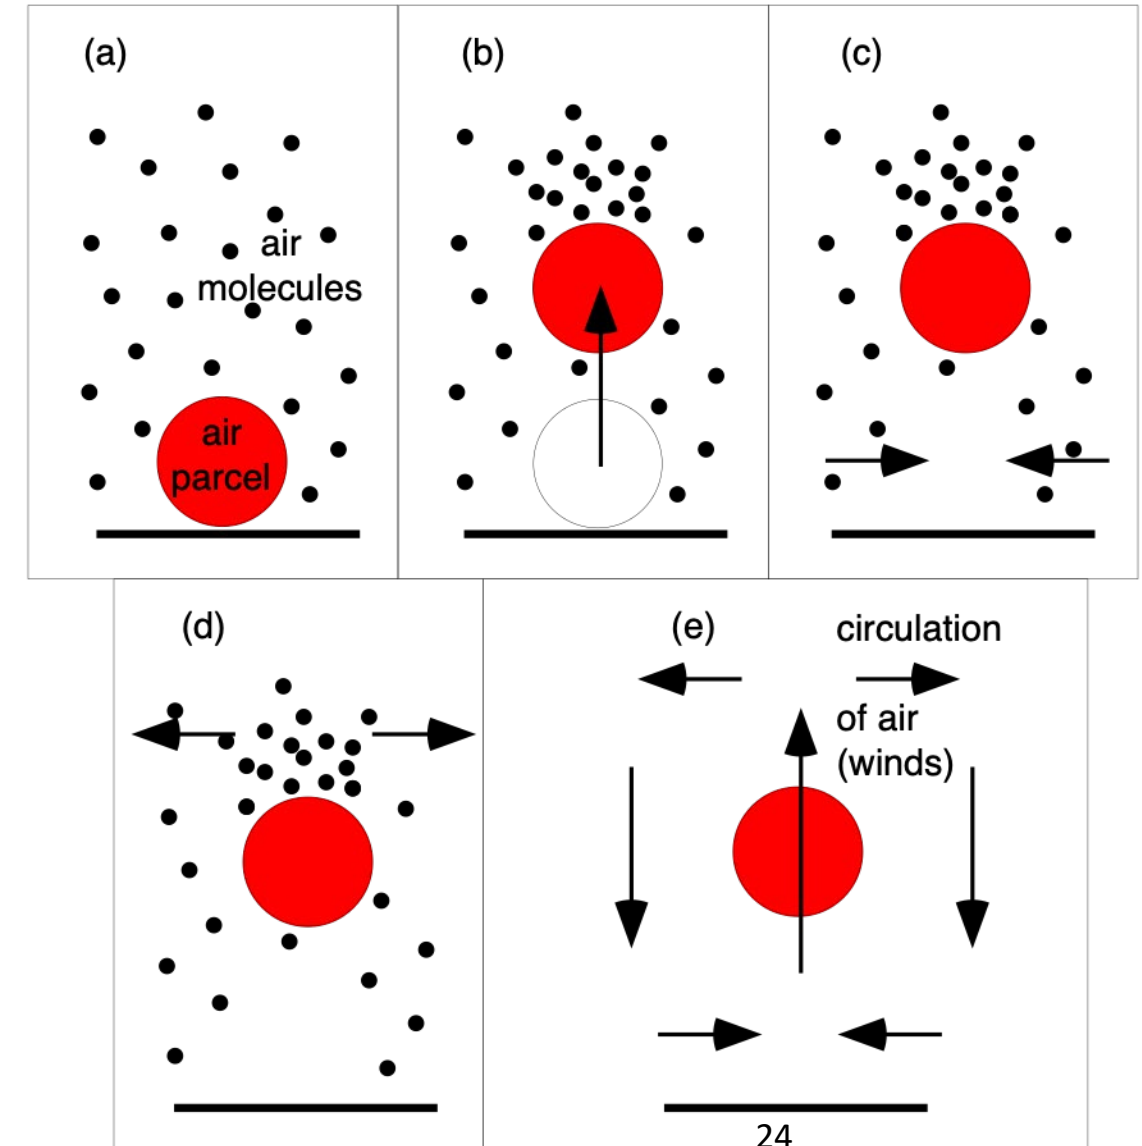 (a)
air
molecules
air
parcel
(b)
(c)
(d)
(e)
circulation
of air
(winds)
24